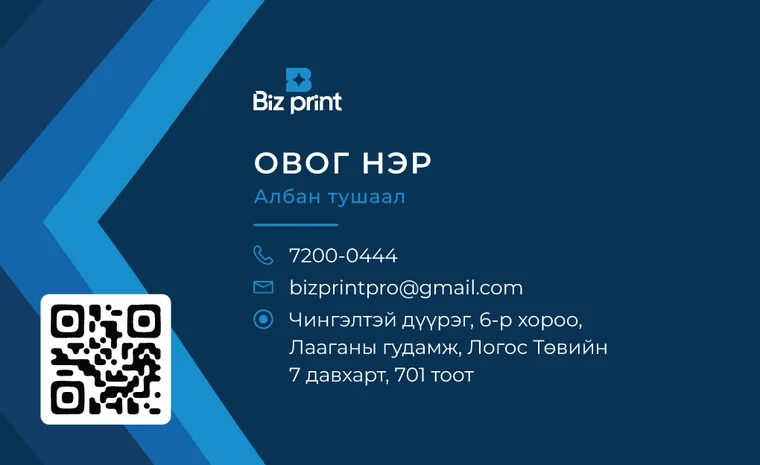 Biz print
ОВОГ НЭР
Албан тушаал
7200-0444
bizprintpro@gmail.com
Чингэлтэй дүүрэг, 6-р хороо,
Лааганы гудамж, Логос Төвийн
7 давхарт, 701 тоот